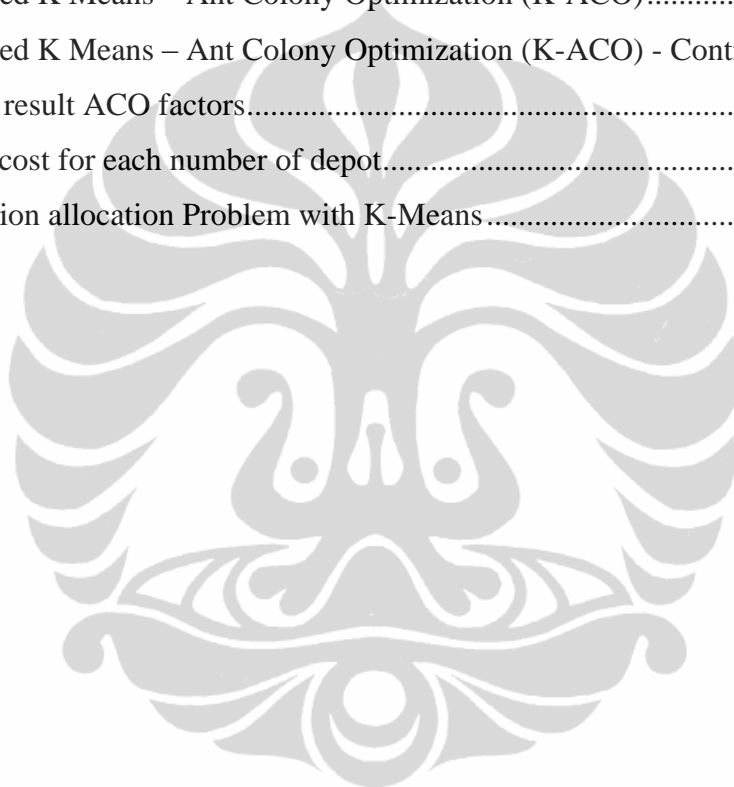 ed K Means – Ant Colony Optimization (K-ACO)..........
ed K Means – Ant Colony Optimization (K-ACO) - Cont
result ACO factors......................................................................
cost for each number of depot.................................................
ion allocation Problem with K-Means...................................